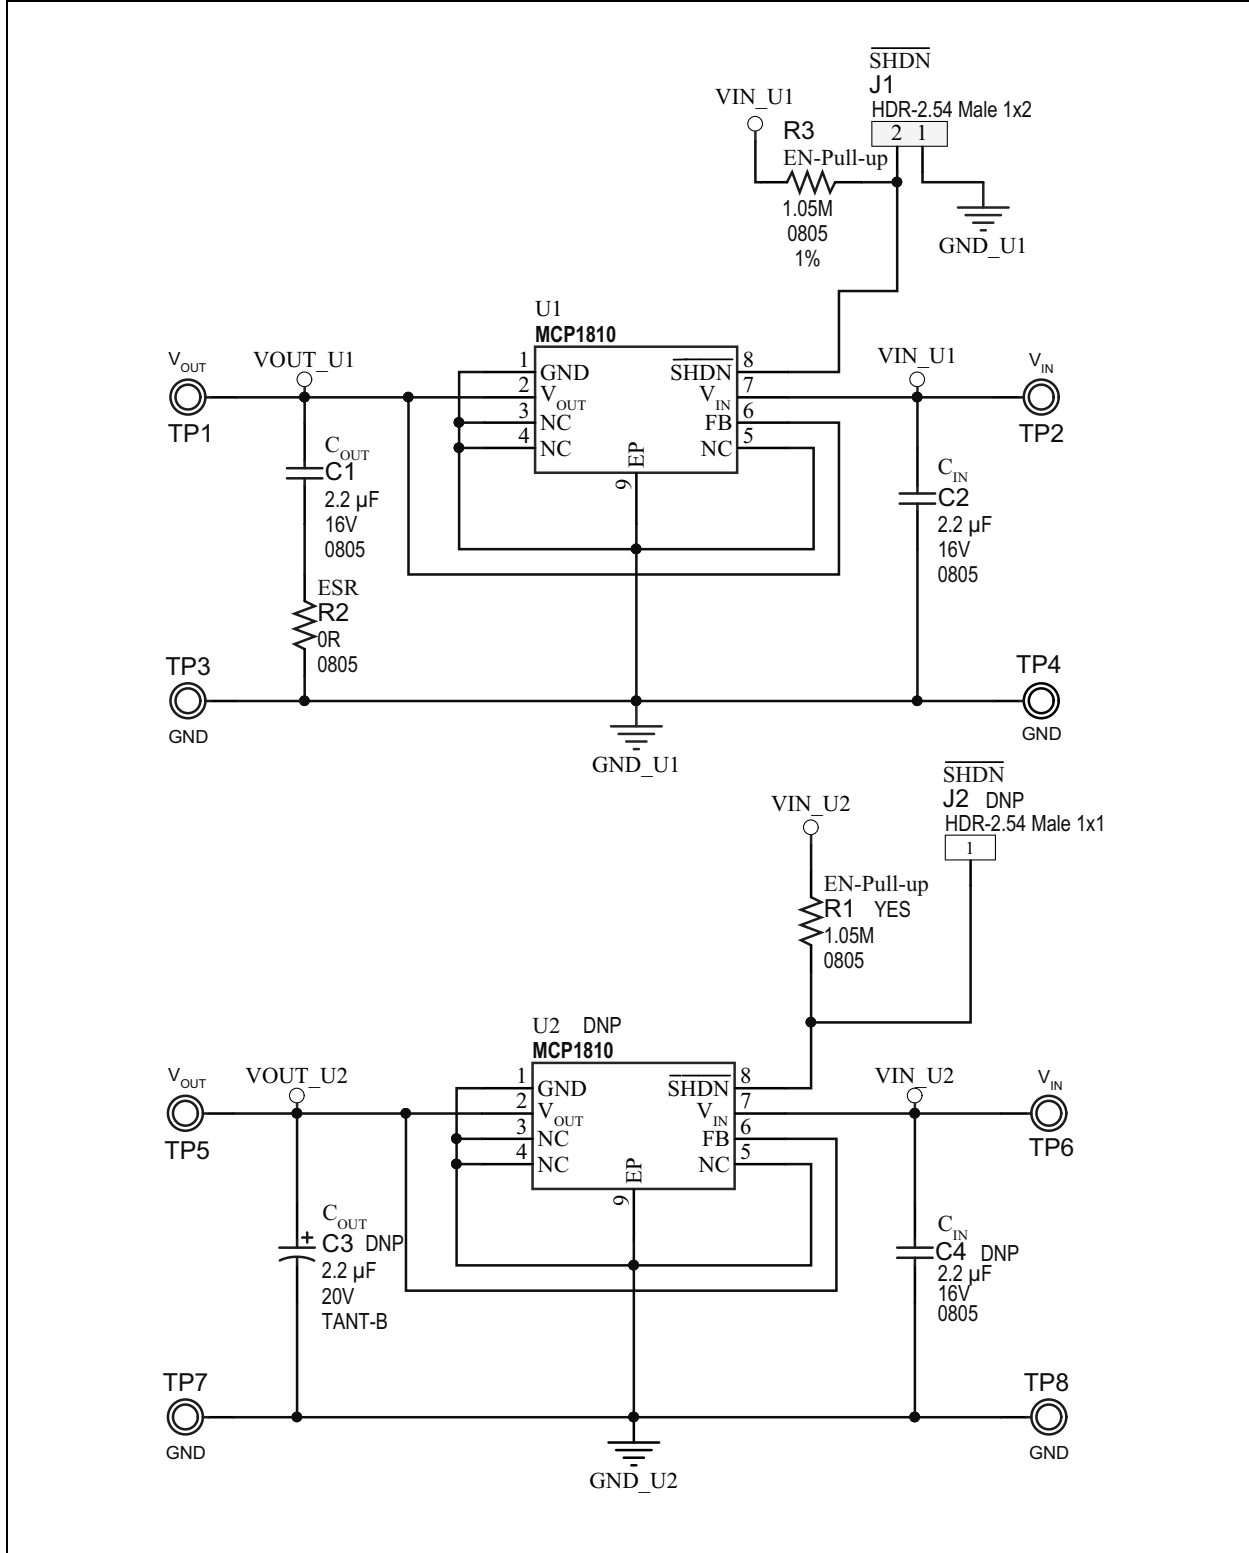 SHDN
J1
HDR-2.54 Male 1x2
2 1
VIN_U1
R3
EN-Pull-up
1.05M
0805
1%
GND_U1
U1
MCP1810
VOUT
TP1
VOUT_U1
1 GND
2 VOUT
3 NC
4 NC
SHDN 8
VIN 7
FB 6
NC 5
EP
9
VIN_U1
VIN
TP2
COUT
C1
2.2 µF
16V
0805
CIN
C2
2.2 µF
16V
0805
ESR
R2
0R
0805
TP3
GND
TP4
GND
GND_U1
SHDN
J2 DNP
HDR-2.54 Male 1x1
1
VIN_U2
EN-Pull-up
R1 YES
1.05M
0805
U2 DNP
MCP1810
VOUT
TP5
VOUT_U2
1 GND
2 VOUT
3 NC
4 NC
SHDN 8
VIN 7
FB 6
NC 5
EP
9
VIN_U2
VIN
TP6
COUT
+
C3 DNP
2.2 µF
20V
TANT-B
CIN
C4 DNP
2.2 µF
16V
0805
TP7
GND
TP8
GND
GND_U2